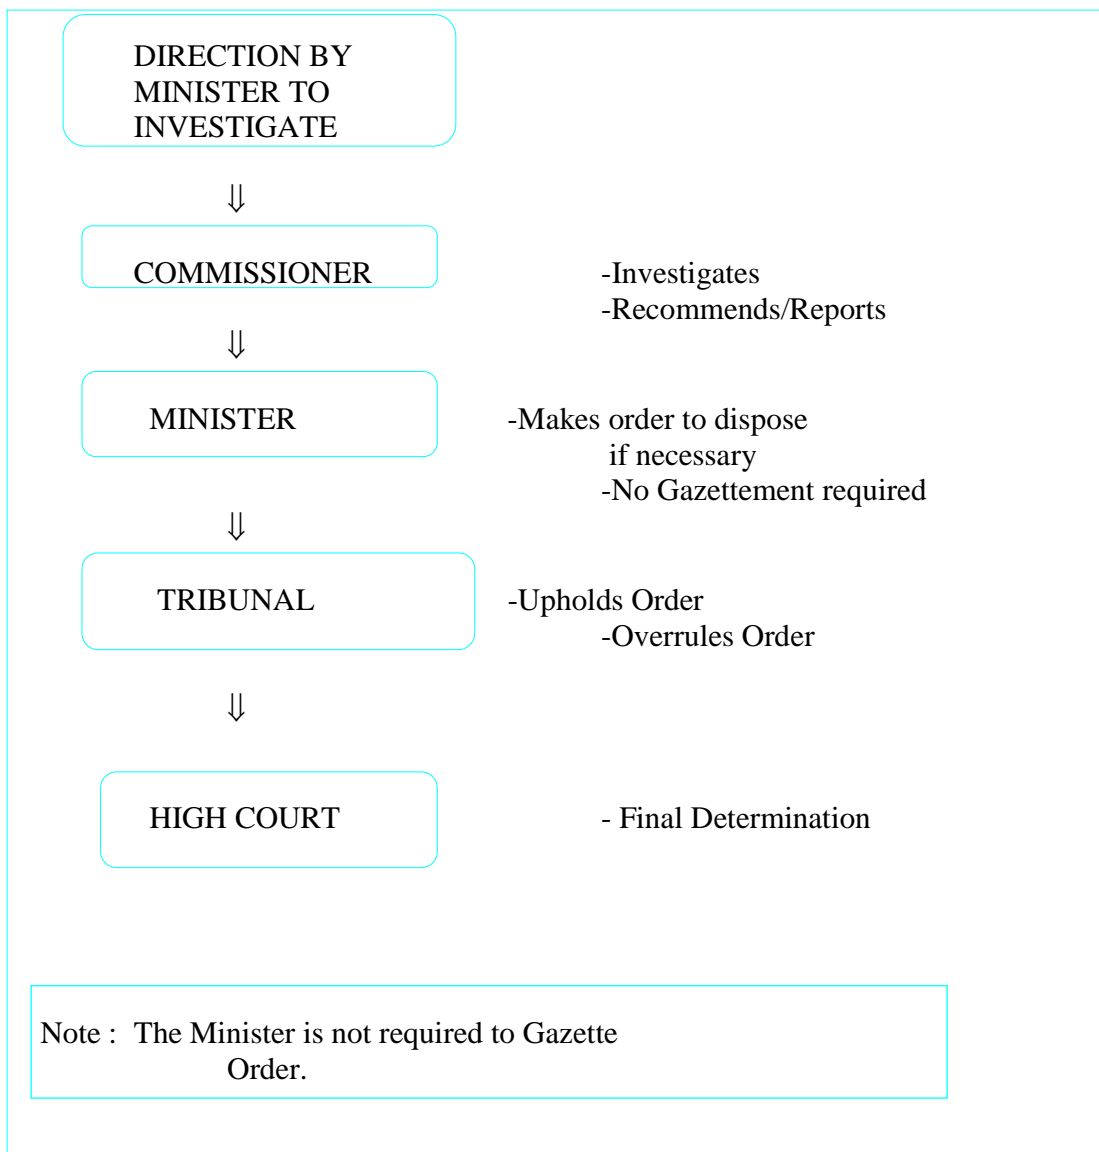 DIRECTION BY
MINISTER TO
INVESTIGATE
⇓
COMMISSIONER -Investigates
-Recommends/Reports
⇓
MINISTER -Makes order to dispose
if necessary
-No Gazettement required
⇓
TRIBUNAL -Upholds Order
-Overrules Order
⇓
HIGH COURT - Final Determination
Note : The Minister is not required to Gazette
Order.